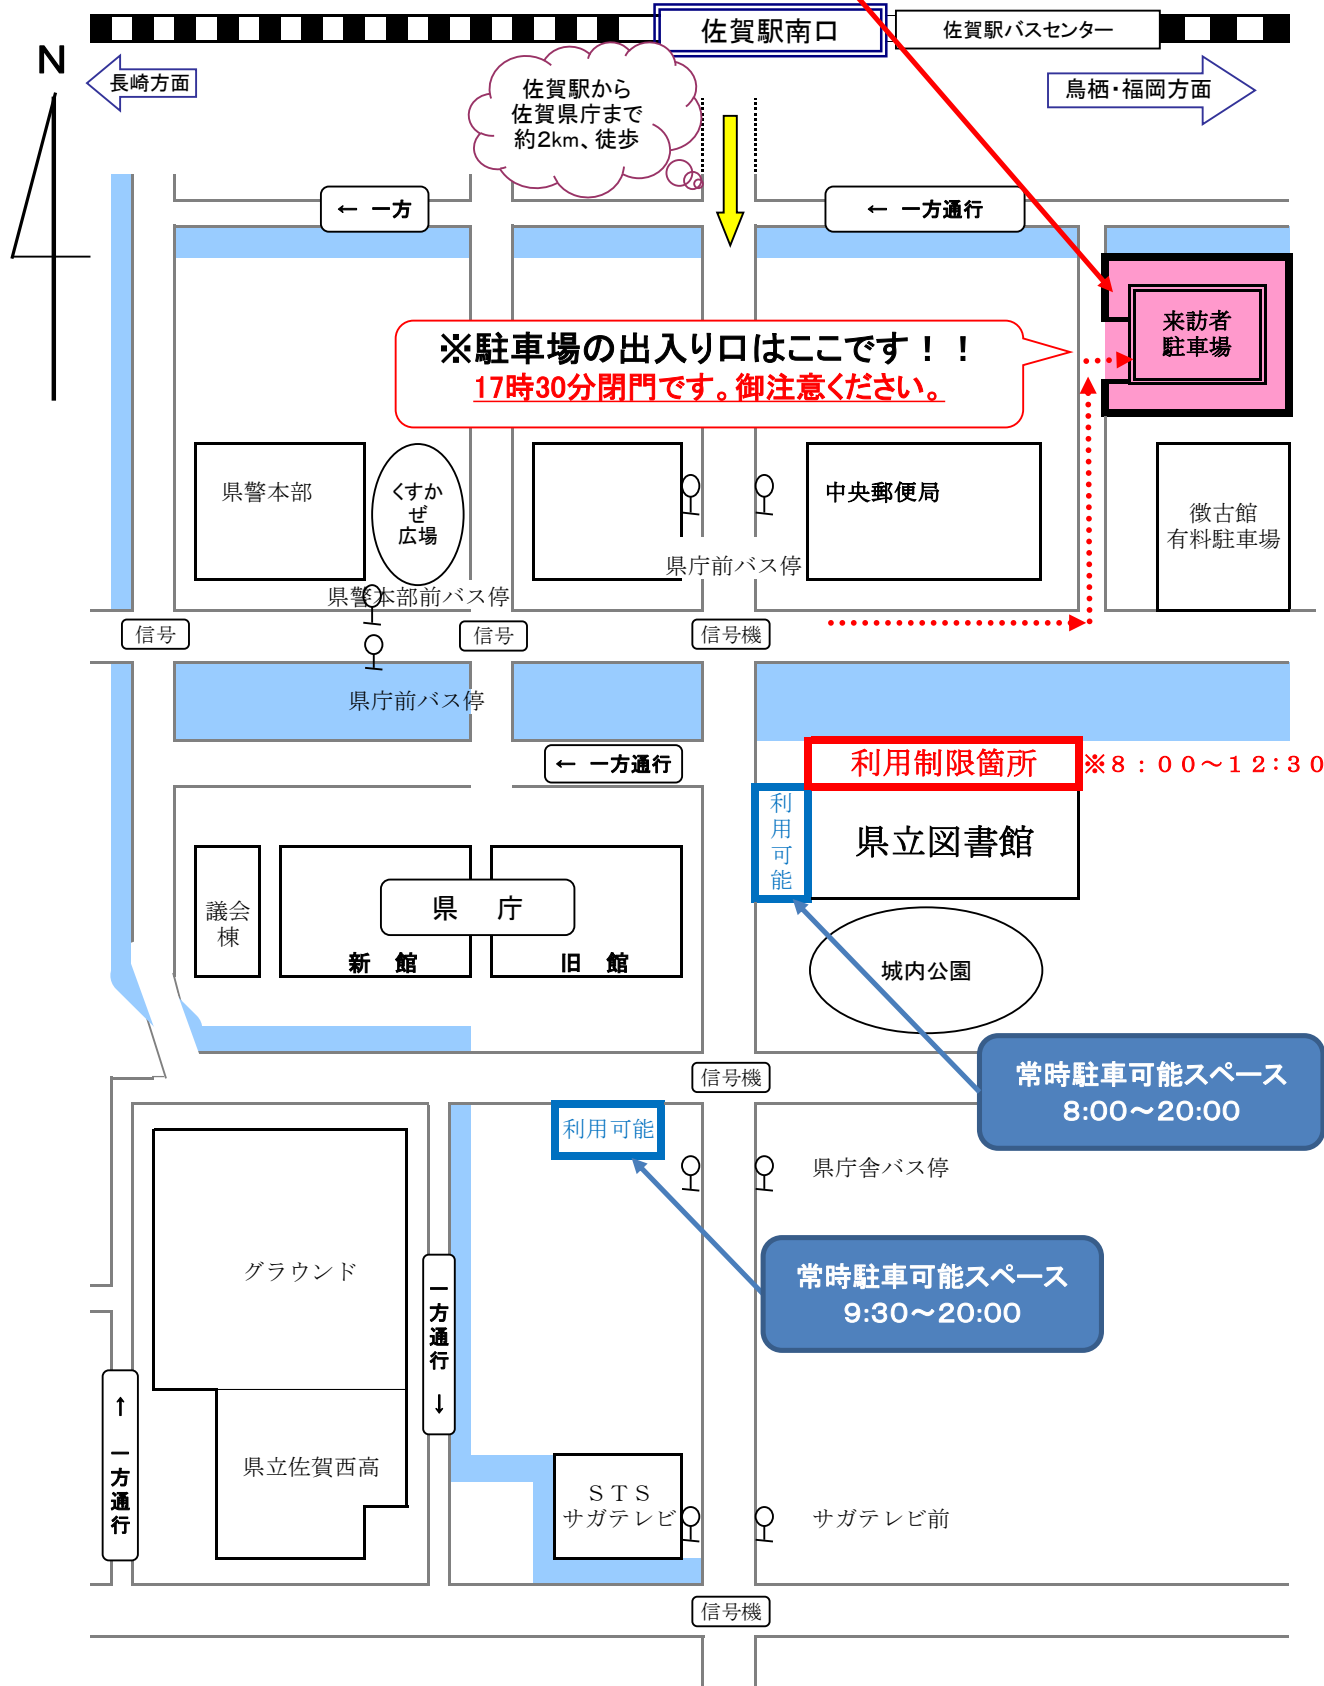 佐賀駅南口
佐賀駅バスセンター
N
長崎方面
鳥栖・福岡方面
佐賀駅から
佐賀県庁まで
約2km、徒歩
← 一方
← 一方通行
来訪者
駐車場
※駐車場の出入り口はここです！！
17時30分閉門です。御注意ください。
県警本部
くすか
ぜ
広場
中央郵便局
徴古館
有料駐車場
県庁前バス停
県警本部前バス停
信号
信号
信号機
県庁前バス停
← 一方通行
利用制限箇所
※８：００～１２：３０
利
用
可
能
県立図書館
議会
棟
県 庁
新 館
旧 館
城内公園
信号機
常時駐車可能スペース
8:00～20:00
利用可能
県庁舎バス停
グラウンド
一
方
通
行
↓
常時駐車可能スペース
9:30～20:00
↑
一
方
通
行
県立佐賀西高
ＳＴＳ
サガテレビ
サガテレビ前
信号機